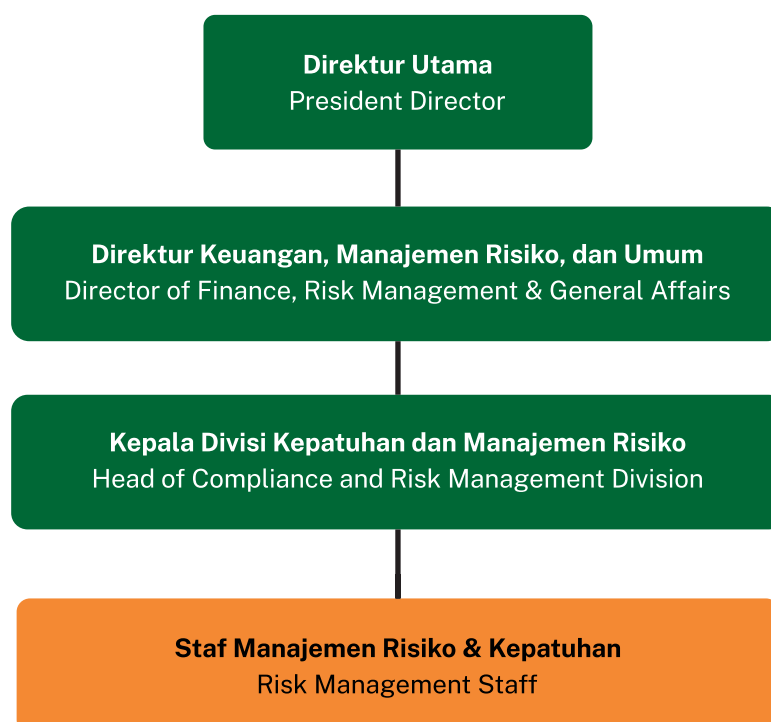 Direktur Utama
President Director
Direktur Keuangan, Manajemen Risiko, dan Umum
Director of Finance, Risk Management & General Affairs
Kepala Divisi Kepatuhan dan Manajemen Risiko
Head of Compliance and Risk Management Division
Staf Manajemen Risiko & Kepatuhan
Risk Management Staff